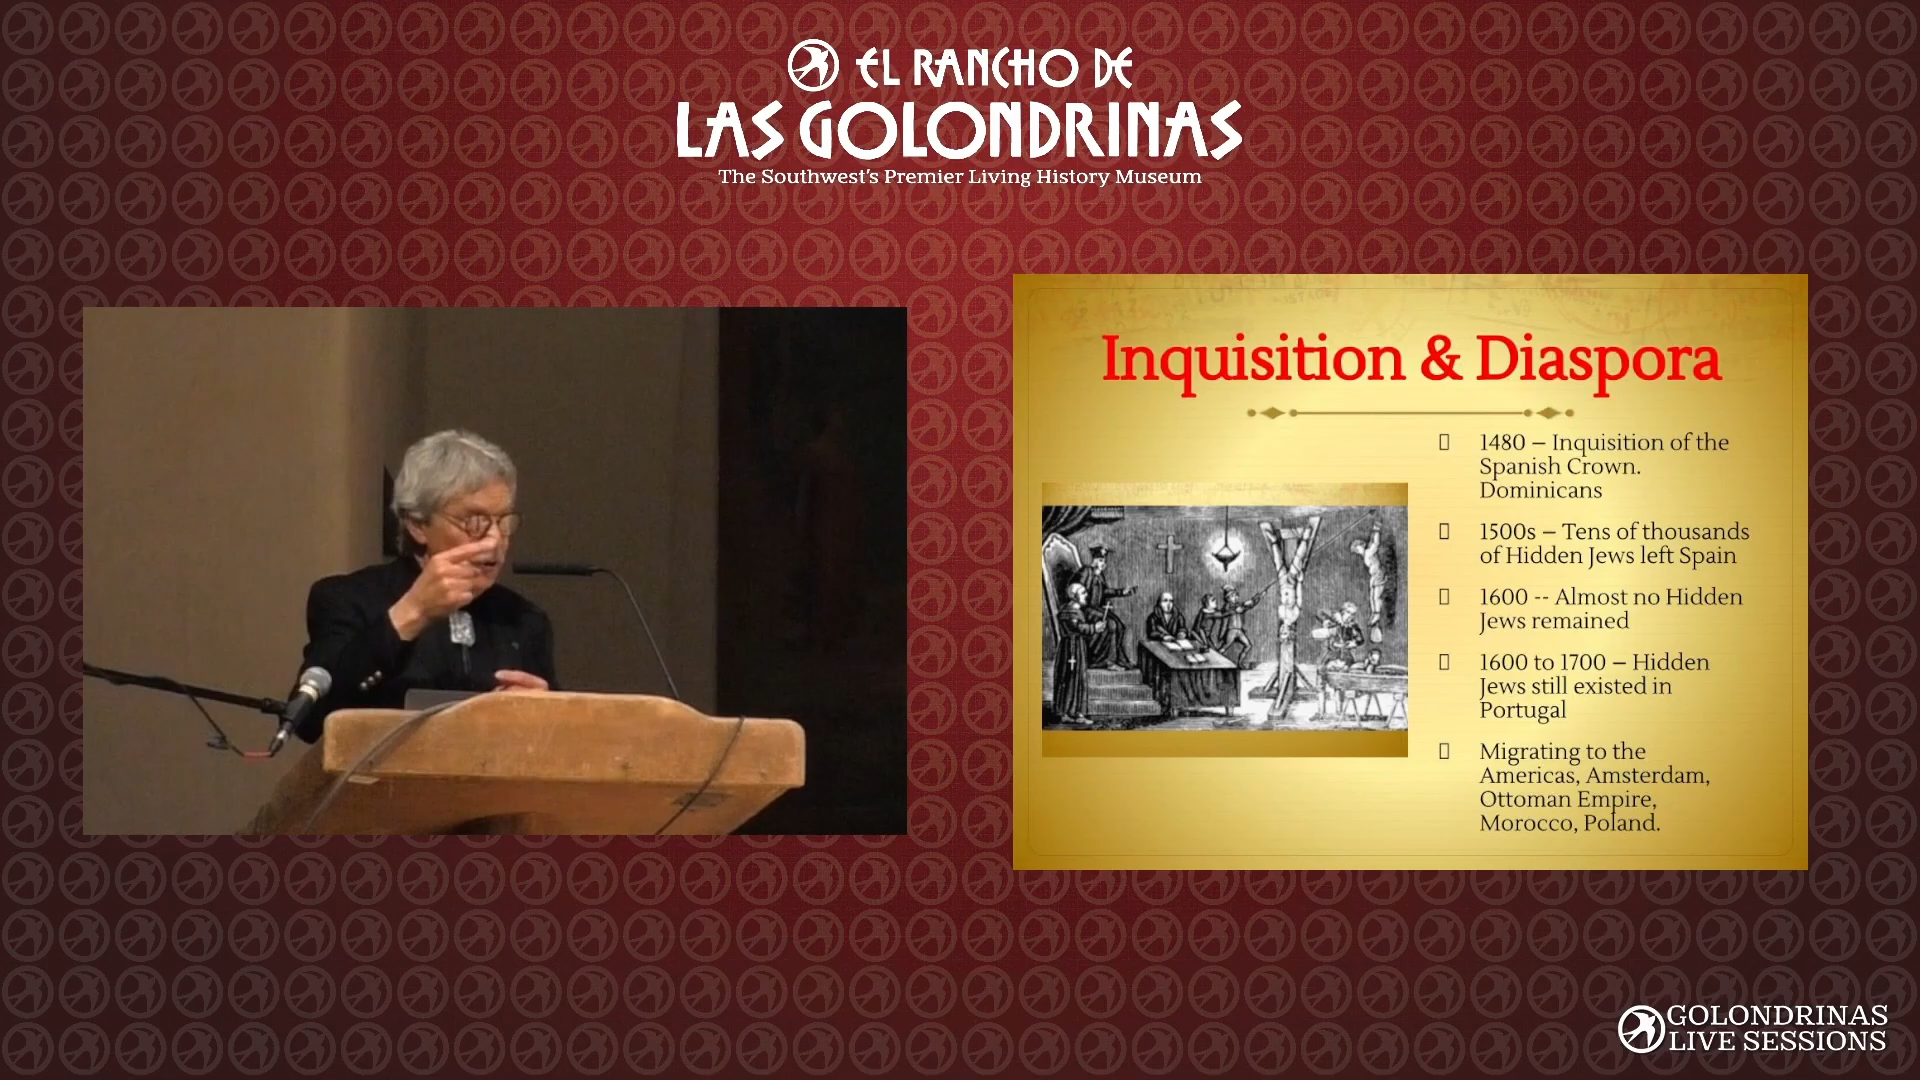 EL RANCHO DE
LAS GOLONDRINAS
The Southwest's Premier Living History Museum
Inquisition & Diaspora
1480 – Inquisition of the
Spanish Crown.
Dominicans
1500s – Tens of thousands
of Hidden Jews left Spain
1600 -- Almost no Hidden
Jews remained
1600 to 1700 – Hidden
Jews still existed in
Portugal
Migrating to the
Americas, Amsterdam,
Ottoman Empire,
Morocco, Poland.
GOLONDRINAS
LIVE SESSIONS